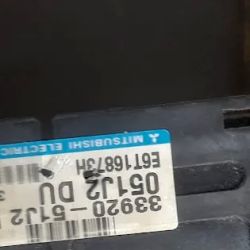 MITSUBISHI ELECTRIC
E6T16873H
051J2 DU
33920-51J2